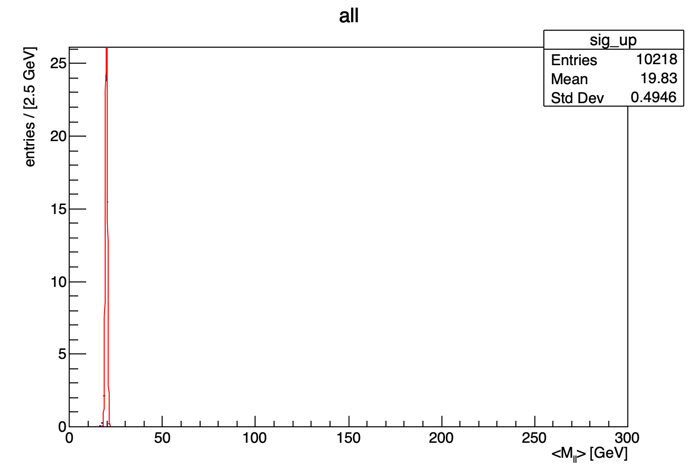 all
sig_up
Entries 10218
Mean 19.83
Std Dev 0.4946
entries / [2.5 GeV]
25
20
15
10
5
0
0 50 100 150 200 250 300
<M_ll> [GeV]